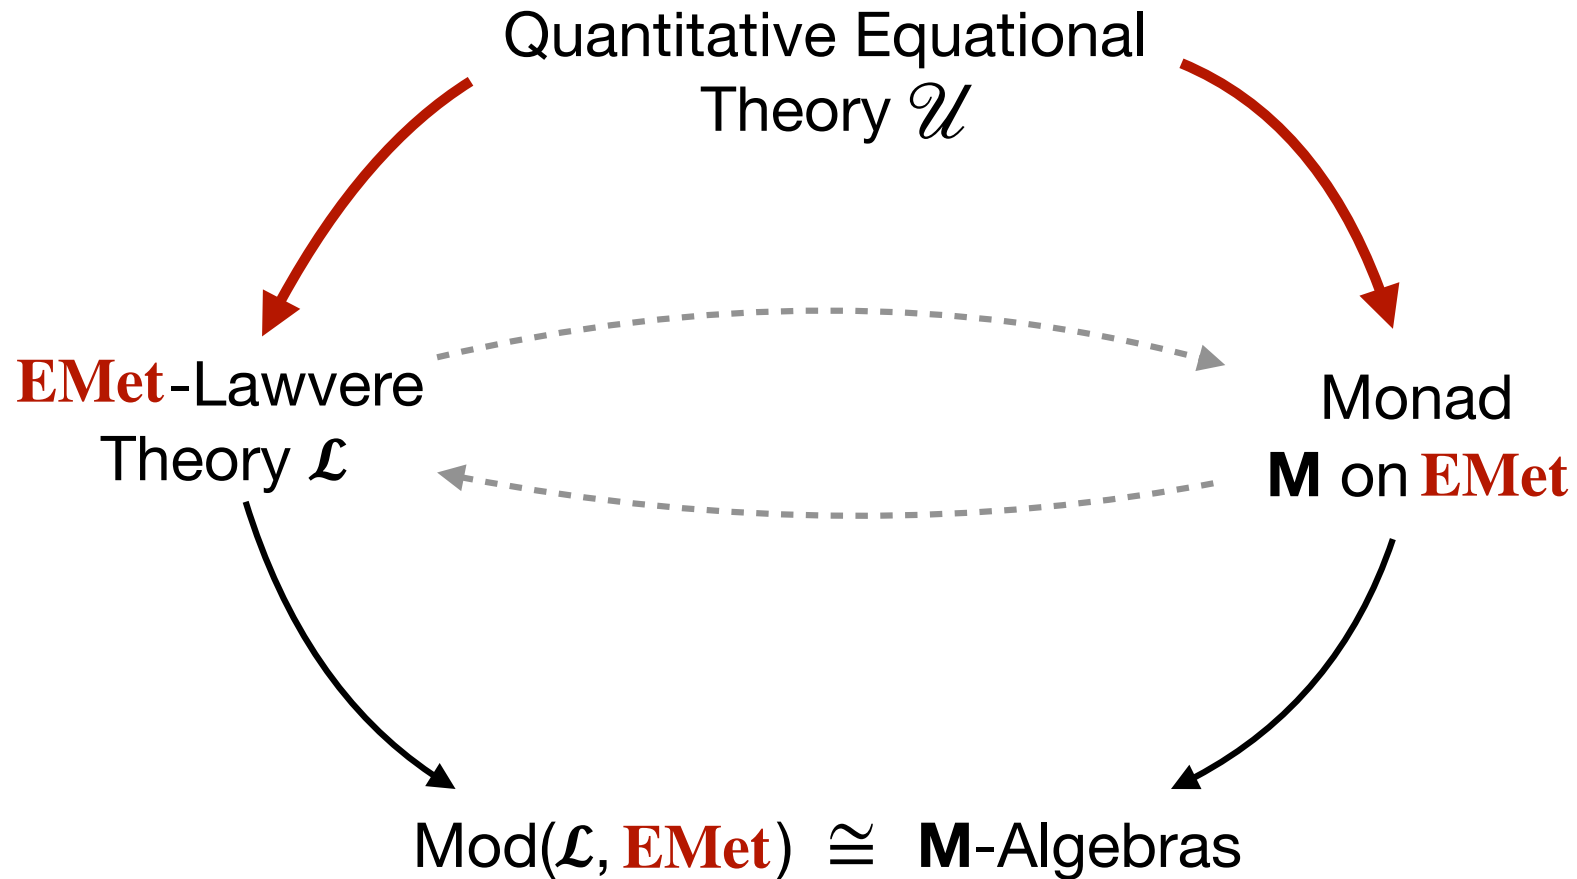 Quantitative Equational
Theory 𝒰
EMet-Lawvere
Theory ℒ
Monad
M on EMet
Mod(ℒ, EMet) ≅ M-Algebras